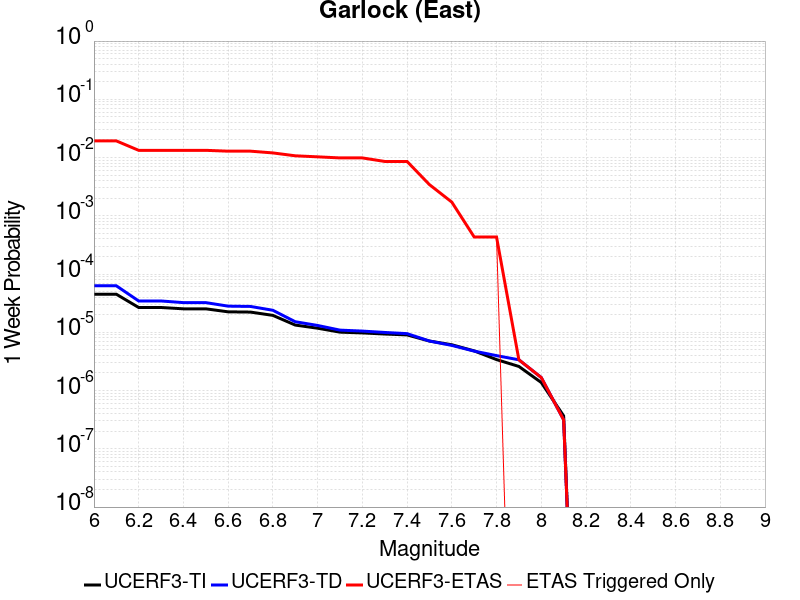 Garlock (East)
10^0
10^-1
10^-2
10^-3
10^-4
10^-5
10^-6
10^-7
10^-8
1 Week Probability
6 6.2 6.4 6.6 6.8 7 7.2 7.4 7.6 7.8 8 8.2 8.4 8.6 8.8 9
Magnitude
UCERF3-TI UCERF3-TD UCERF3-ETAS ETAS Triggered Only